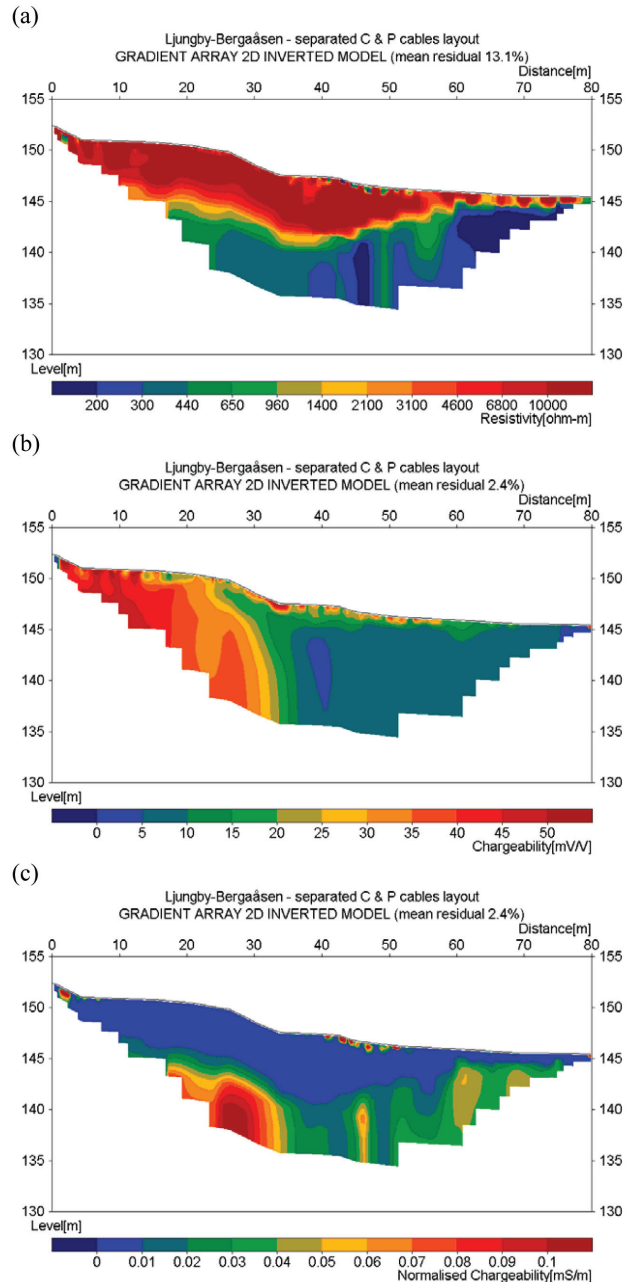 (a)
Ljungby-Bergaåsen - separated C & P cables layout
GRADIENT ARRAY 2D INVERTED MODEL (mean residual 13.1%)
Distance[m]
0 10 20 30 40 50 60 70 80
155 155
150 150
145 145
140 140
135 135
130 130
Level[m]
200 300 440 650 960 1400 2100 3100 4600 6800 10000
Resistivity[ohm-m]
(b)
Ljungby-Bergaåsen - separated C & P cables layout
GRADIENT ARRAY 2D INVERTED MODEL (mean residual 2.4%)
Distance[m]
0 10 20 30 40 50 60 70 80
155 155
150 150
145 145
140 140
135 135
130 130
Level[m]
0 5 10 15 20 25 30 35 40 45 50
Chargeability[mV/V]
(c)
Ljungby-Bergaåsen - separated C & P cables layout
GRADIENT ARRAY 2D INVERTED MODEL (mean residual 2.4%)
Distance[m]
0 10 20 30 40 50 60 70 80
155 155
150 150
145 145
140 140
135 135
130 130
Level[m]
0 0.01 0.02 0.03 0.04 0.05 0.06 0.07 0.08 0.09 0.1
Normalised Chargeability[mS/m]